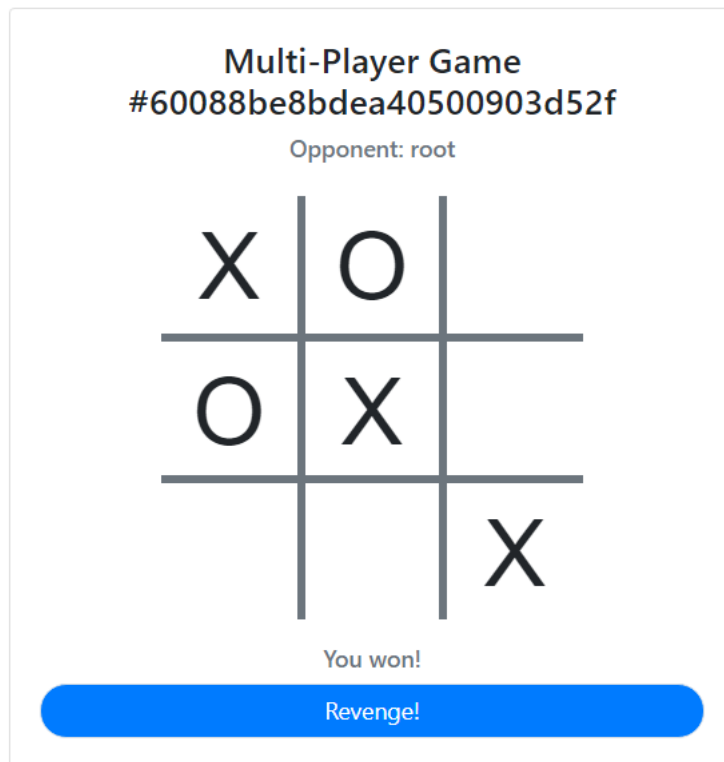 Multi-Player Game
#60088be8bdea40500903d52f
Opponent: root
X O
O X
X
You won!
Revenge!